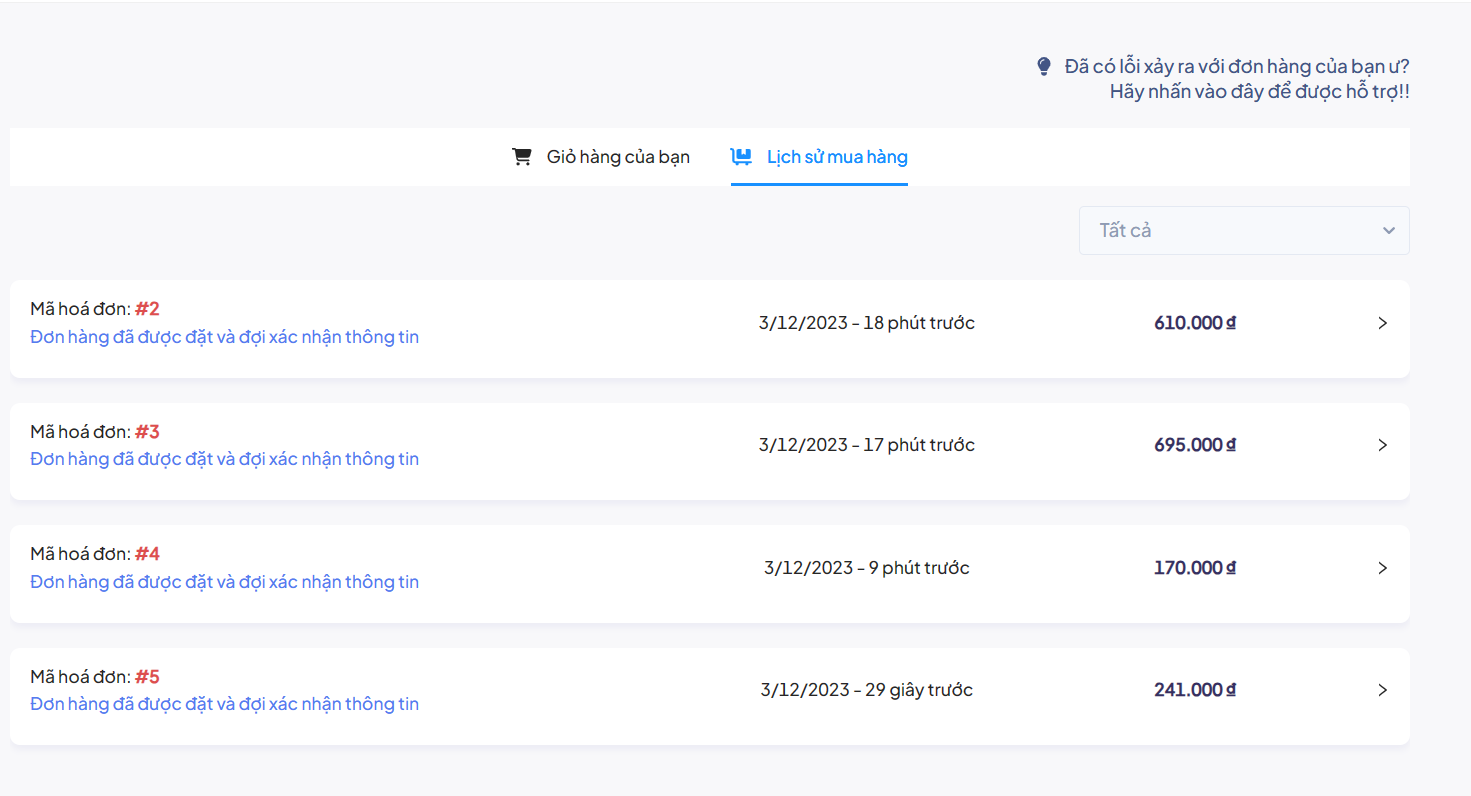 Đã có lỗi xảy ra với đơn hàng của bạn ư?
Hãy nhấn vào đây để được hỗ trợ!!
Giỏ hàng của bạn
Lịch sử mua hàng
Tất cả
Mã hoá đơn: #2
Đơn hàng đã được đặt và đợi xác nhận thông tin
3/12/2023 - 18 phút trước
610.000 ₫
Mã hoá đơn: #3
Đơn hàng đã được đặt và đợi xác nhận thông tin
3/12/2023 - 17 phút trước
695.000 ₫
Mã hoá đơn: #4
Đơn hàng đã được đặt và đợi xác nhận thông tin
3/12/2023 - 9 phút trước
170.000 ₫
Mã hoá đơn: #5
Đơn hàng đã được đặt và đợi xác nhận thông tin
3/12/2023 - 29 giây trước
241.000 ₫